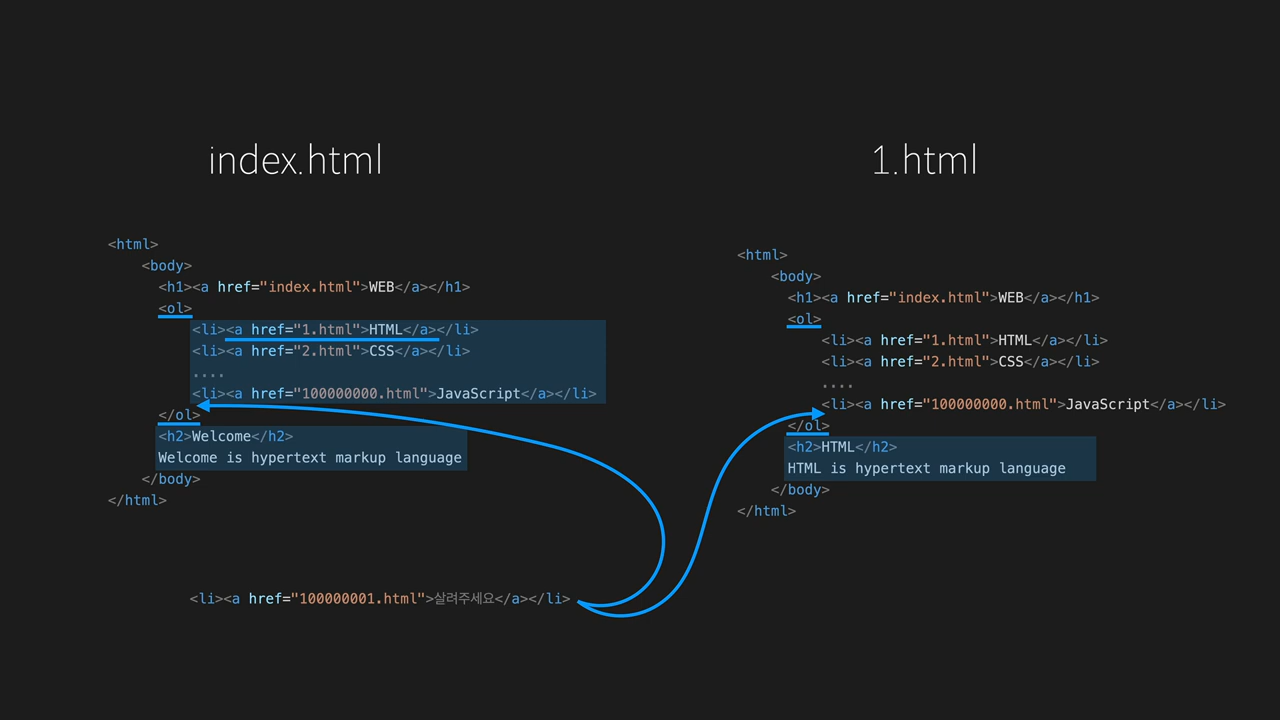 index.html
<html>
<body>
<h1><a href="index.html">WEB</a></h1>
<ol>
<li><a href="1.html">HTML</a></li>
<li><a href="2.html">CSS</a></li>
....
<li><a href="100000000.html">JavaScript</a></li>
</ol>
<h2>Welcome</h2>
Welcome is hypertext markup language
</body>
</html>
1.html
<html>
<body>
<h1><a href="index.html">WEB</a></h1>
<ol>
<li><a href="1.html">HTML</a></li>
<li><a href="2.html">CSS</a></li>
....
<li><a href="100000000.html">JavaScript</a></li>
</ol>
<h2>HTML</h2>
HTML is hypertext markup language
</body>
</html>
<li><a href="100000001.html">살려주세요</a></li>